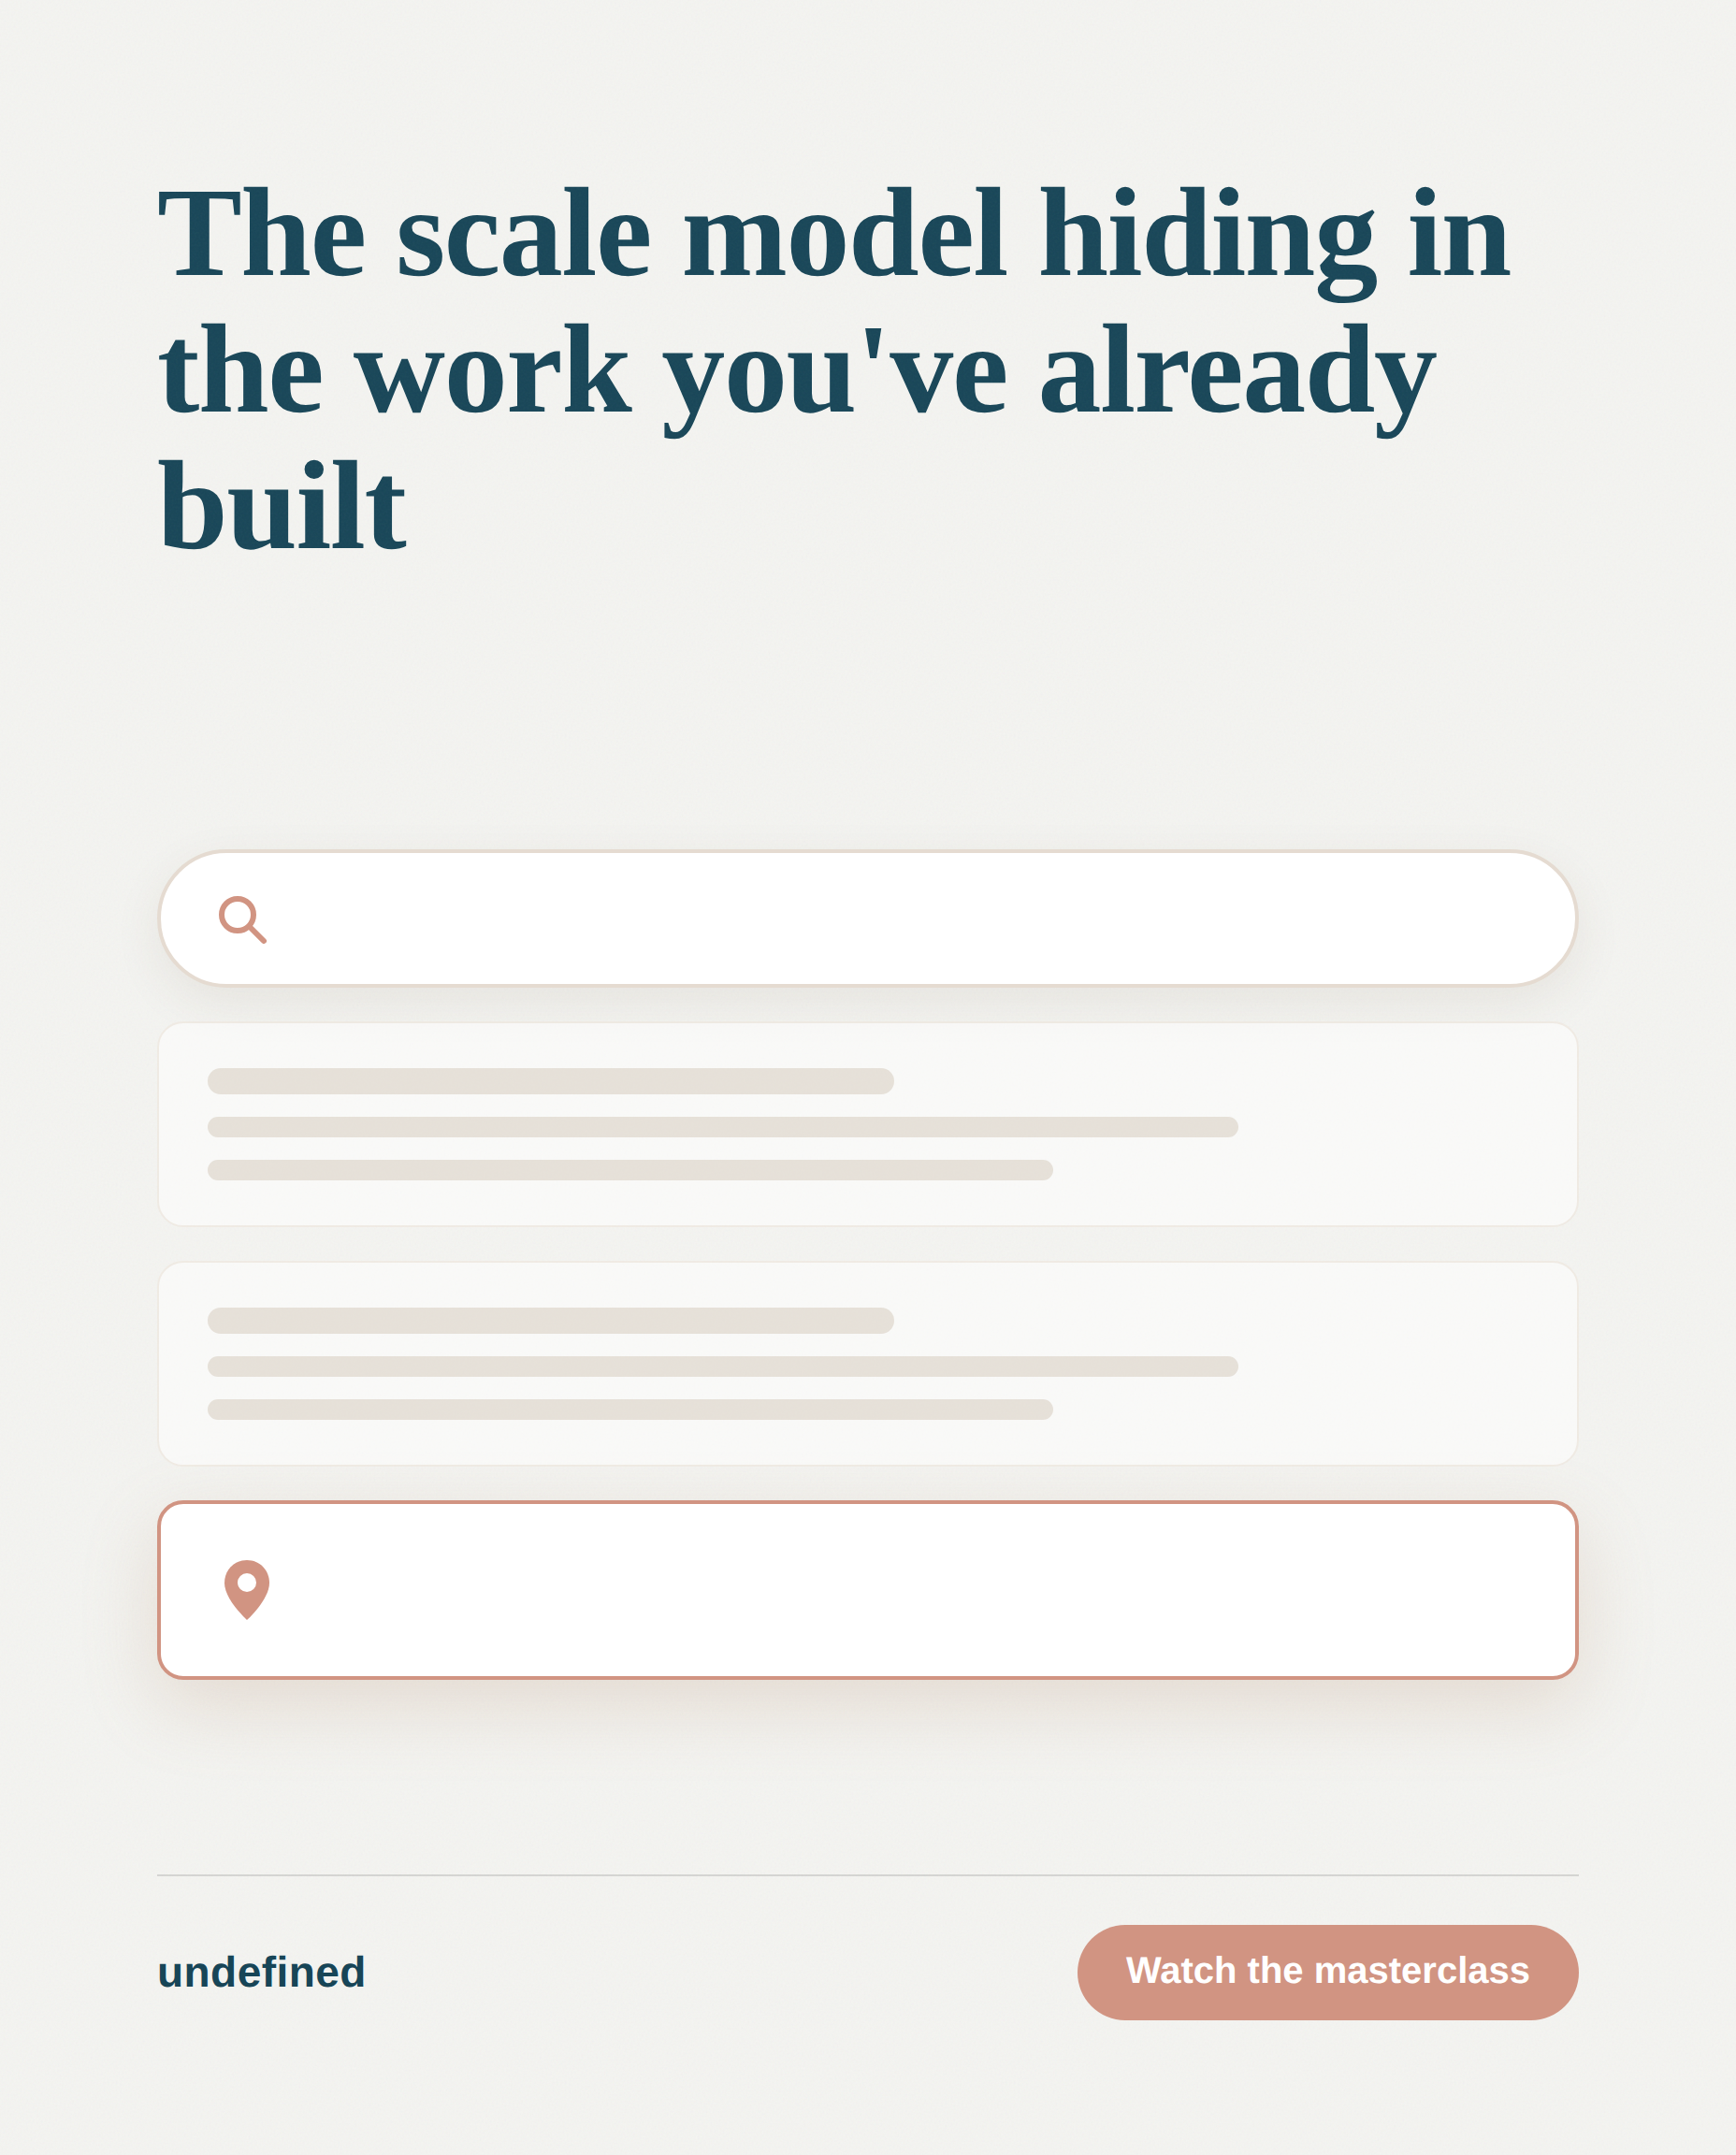 The scale model hiding in
the work you've already
built
undefined
Watch the masterclass